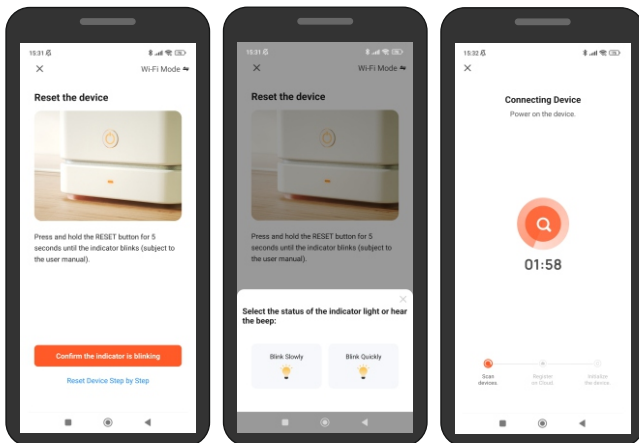 15:31
Wi-Fi Mode
Reset the device
Press and hold the RESET button for 5
seconds until the indicator blinks (subject to
the user manual).
Confirm the indicator is blinking
Reset Device Step by Step
15:31
Wi-Fi Mode
Reset the device
Press and hold the RESET button for 5
seconds until the indicator blinks (subject to
the user manual).
Select the status of the indicator light or hear
the beep:
Blink Slowly
Blink Quickly
15:32
Connecting Device
Power on the device.
01:58
Scan
devices.
Register
on Cloud.
Initialize
the device.